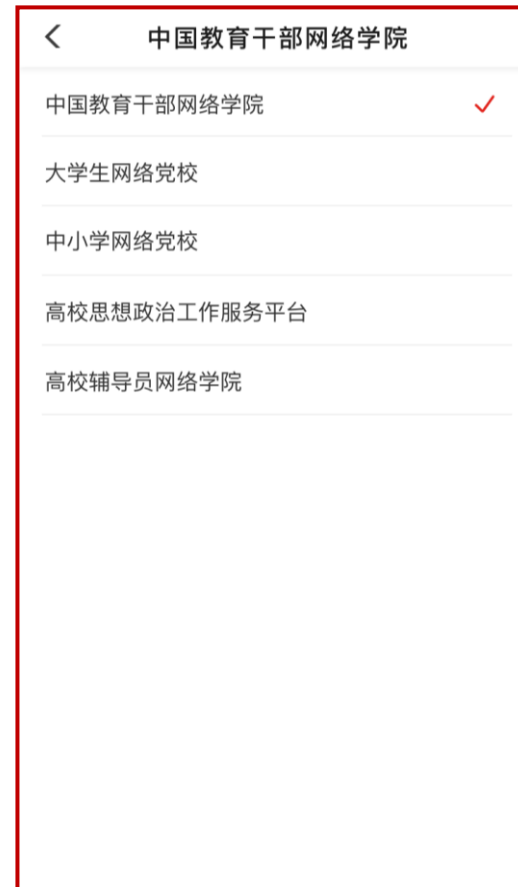 中国教育干部网络学院
中国教育干部网络学院
大学生网络党校
中小学网络党校
高校思想政治工作服务平台
高校辅导员网络学院